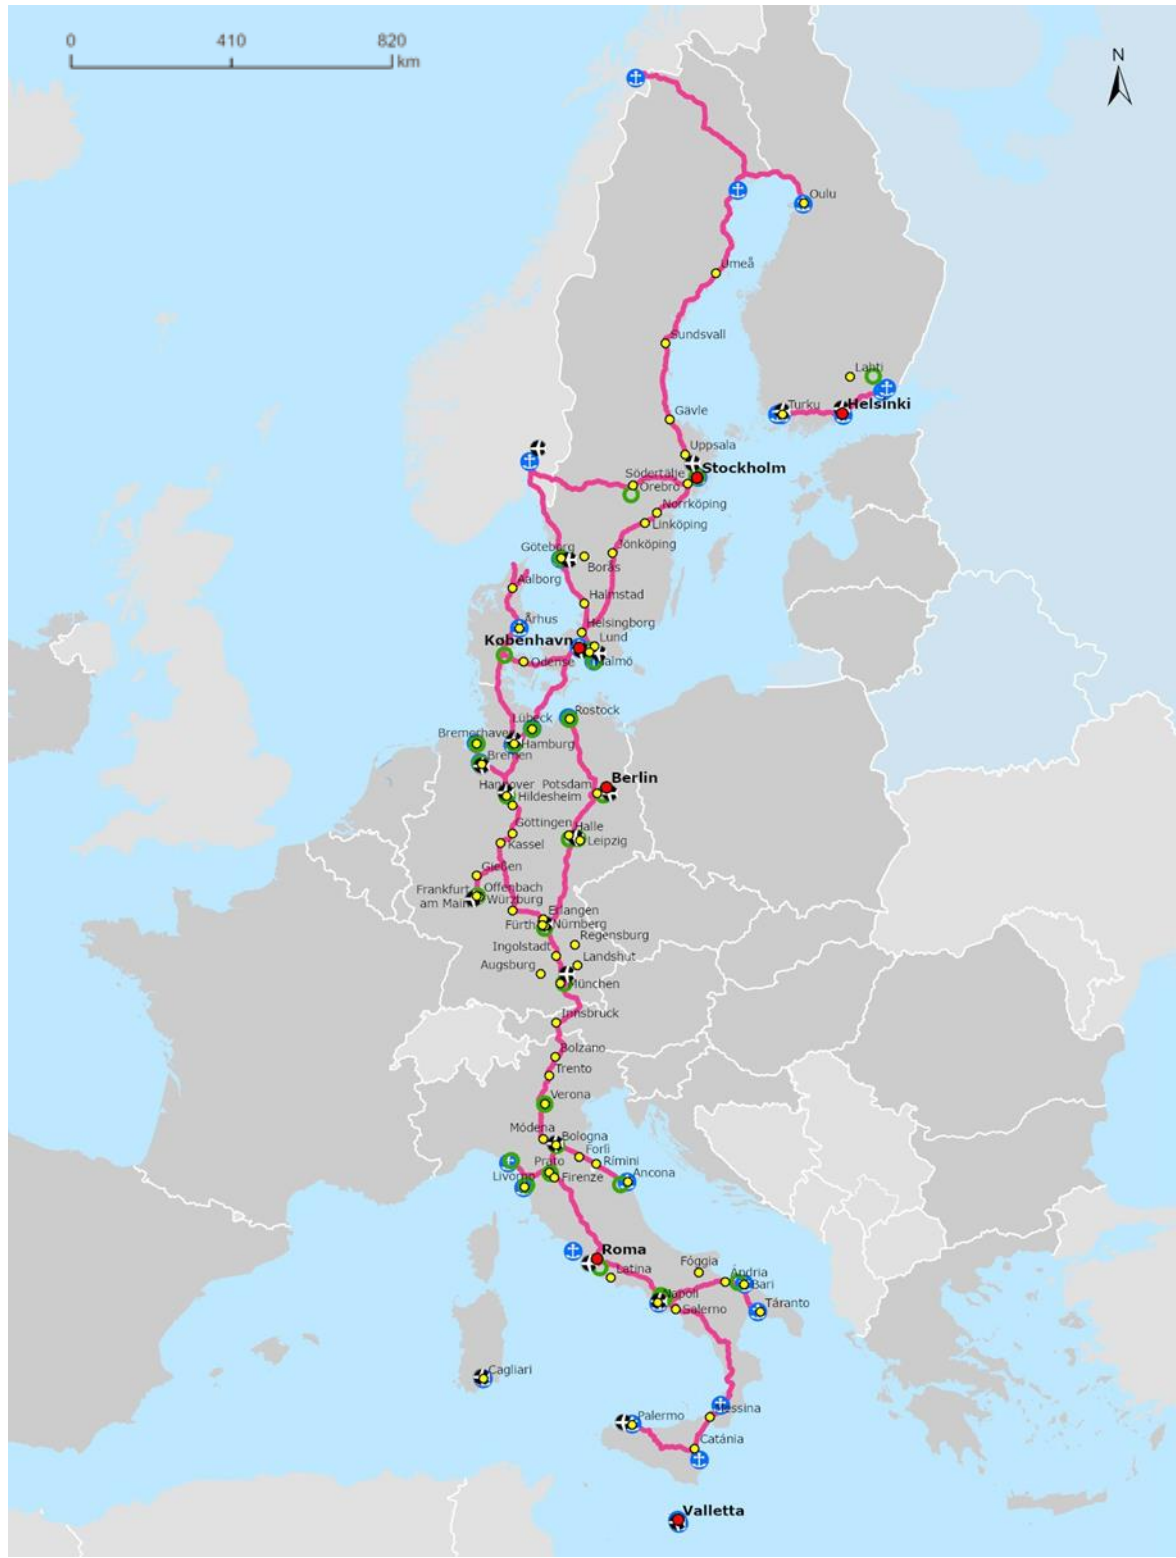 0 410 820
km
N
Oulu
Umeå
Sundsvall
Lahti
Turku
Helsinki
Gävle
Uppsala
Stockholm
Södertälje
Örebro
Norrköping
Linköping
Göteborg
Jönköping
Borås
Aalborg
Halmstad
Århus
Helsingborg
København
Lund
Odense
Malmö
Rostock
Lübeck
Bremerhaven
Hamburg
Bremen
Berlin
Hannover
Potsdam
Hildesheim
Göttingen
Halle
Kassel
Leipzig
Gießen
Frankfurt
am Main
Offenbach
Würzburg
Erlangen
Fürth
Nürnberg
Regensburg
Ingolstadt
Landshut
Augsburg
München
Innsbruck
Bolzano
Trento
Verona
Módena
Bologna
Forlì
Prato
Rímini
Livorno
Firenze
Ancona
Roma
Latina
Fóggia
Ándria
Bari
Napoli
Salerno
Táranto
Cagliari
Palermo
Messina
Catánia
Valletta